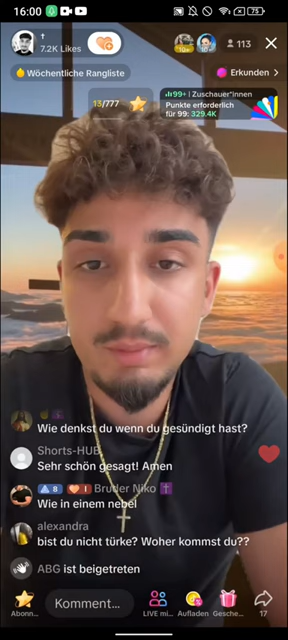 16:00
75
†
7.2K Likes
113
Wöchentliche Rangliste
Erkunden >
13/777
99+ | Zuschauer*innen
Punkte erforderlich
für 99: 329.4K
Wie denkst du wenn du gesündigt hast?
Shorts-HUB
Sehr schön gesagt! Amen
8 1 Bruder Niko ✝
Wie in einem nebel
alexandra
bist du nicht türke? Woher kommst du??
ABG ist beigetreten
Abonn...
Kommentar...
LIVE mi...
Aufladen
Gesche...
17